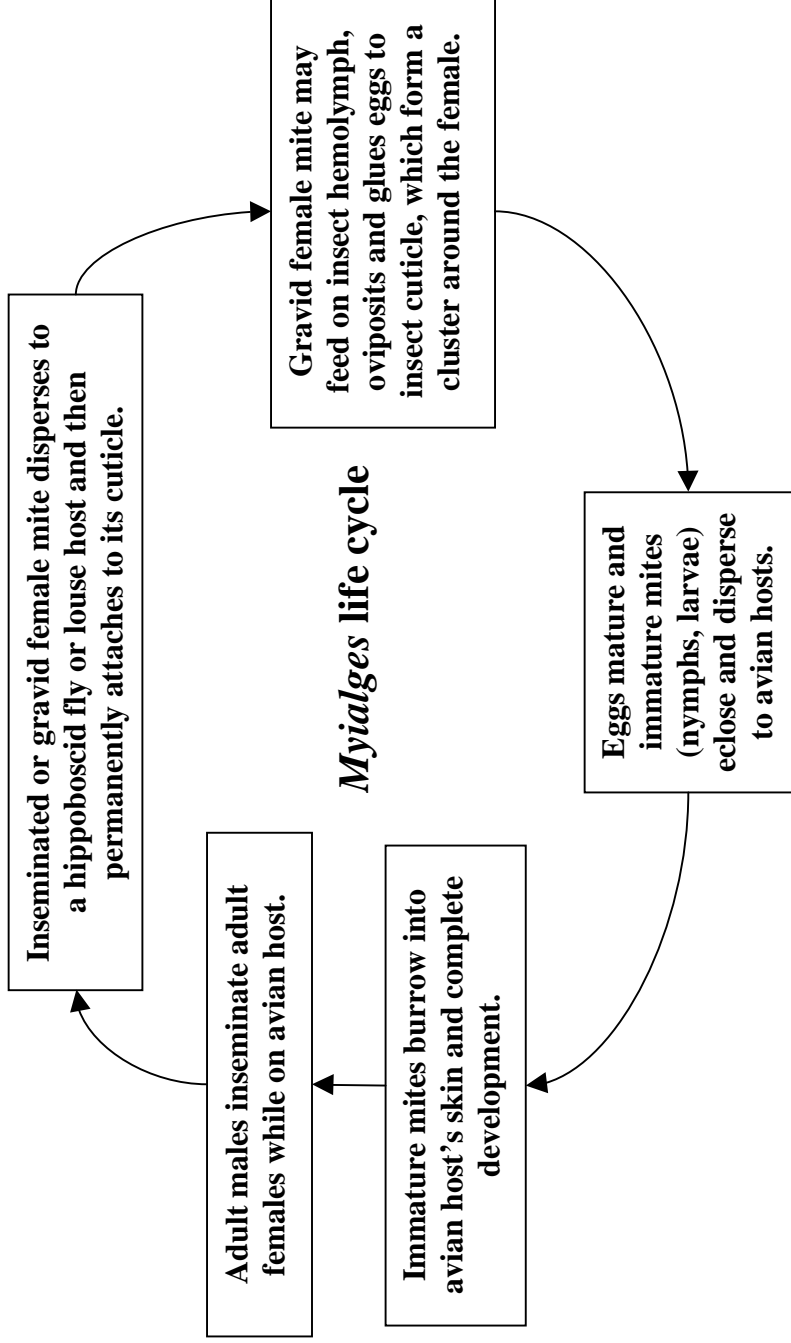 Inseminated or gravid female mite disperses to
a hippoboscid fly or louse host and then
permanently attaches to its cuticle.
Gravid female mite may
feed on insect hemolymph,
oviposits and glues eggs to
insect cuticle, which form a
cluster around the female.
Eggs mature and
immature mites
(nymphs, larvae)
eclose and disperse
to avian hosts.
Immature mites burrow into
avian host’s skin and complete
development.
Adult males inseminate adult
females while on avian host.
Myialges life cycle